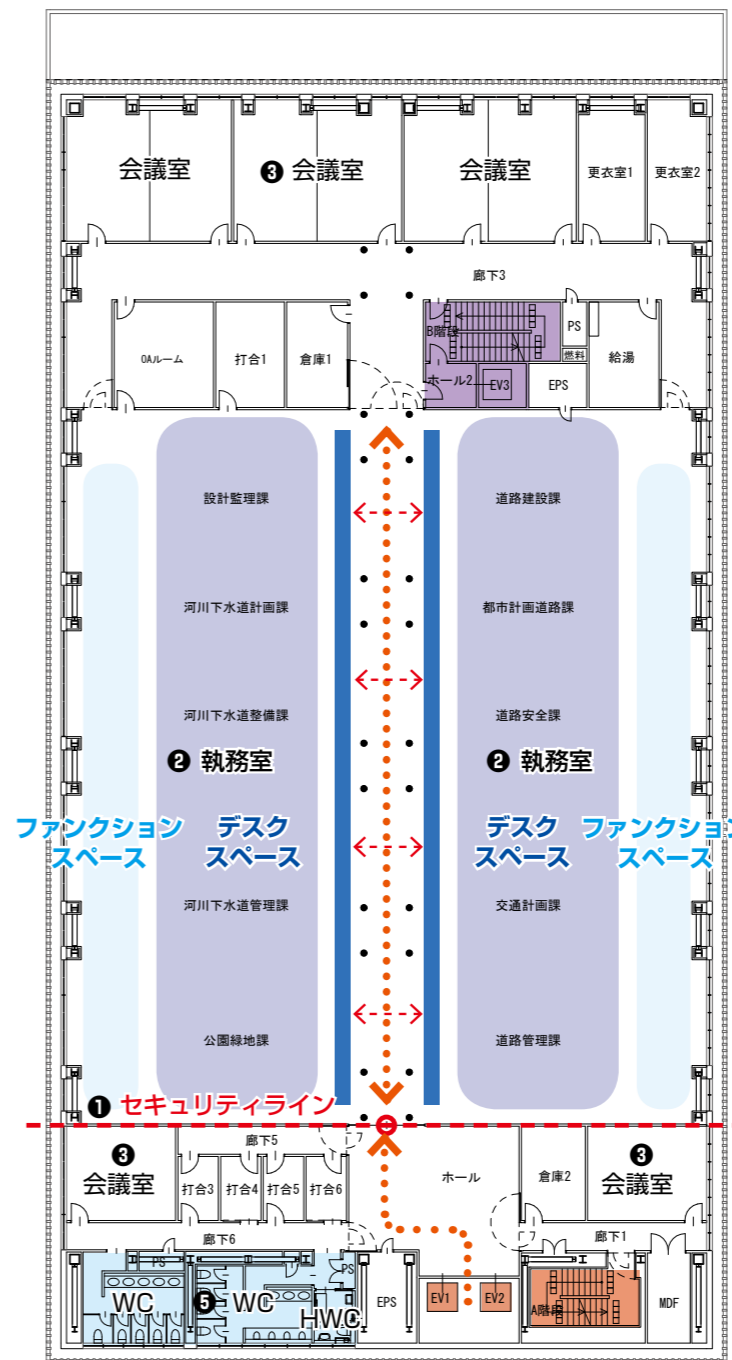 会議室
❸ 会議室
会議室
更衣室1
更衣室2
廊下3
OAルーム
打合1
倉庫1
B階段
PS
燃料
給湯
ホール2
EV3
EPS
設計監理課
道路建設課
河川下水道計画課
都市計画道路課
河川下水道整備課
道路安全課
❷ 執務室
❷ 執務室
ファンクション
スペース
デスク
スペース
デスク
スペース
ファンクション
スペース
河川下水道管理課
交通計画課
公園緑地課
道路管理課
❶ セキュリティライン
❸
会議室
廊下5
打合3
打合4
打合5
打合6
ホール
倉庫2
❸
会議室
廊下6
廊下1
PS
PS
WC
❺ WC
HWC
EPS
EV1
EV2
A階段
MDF